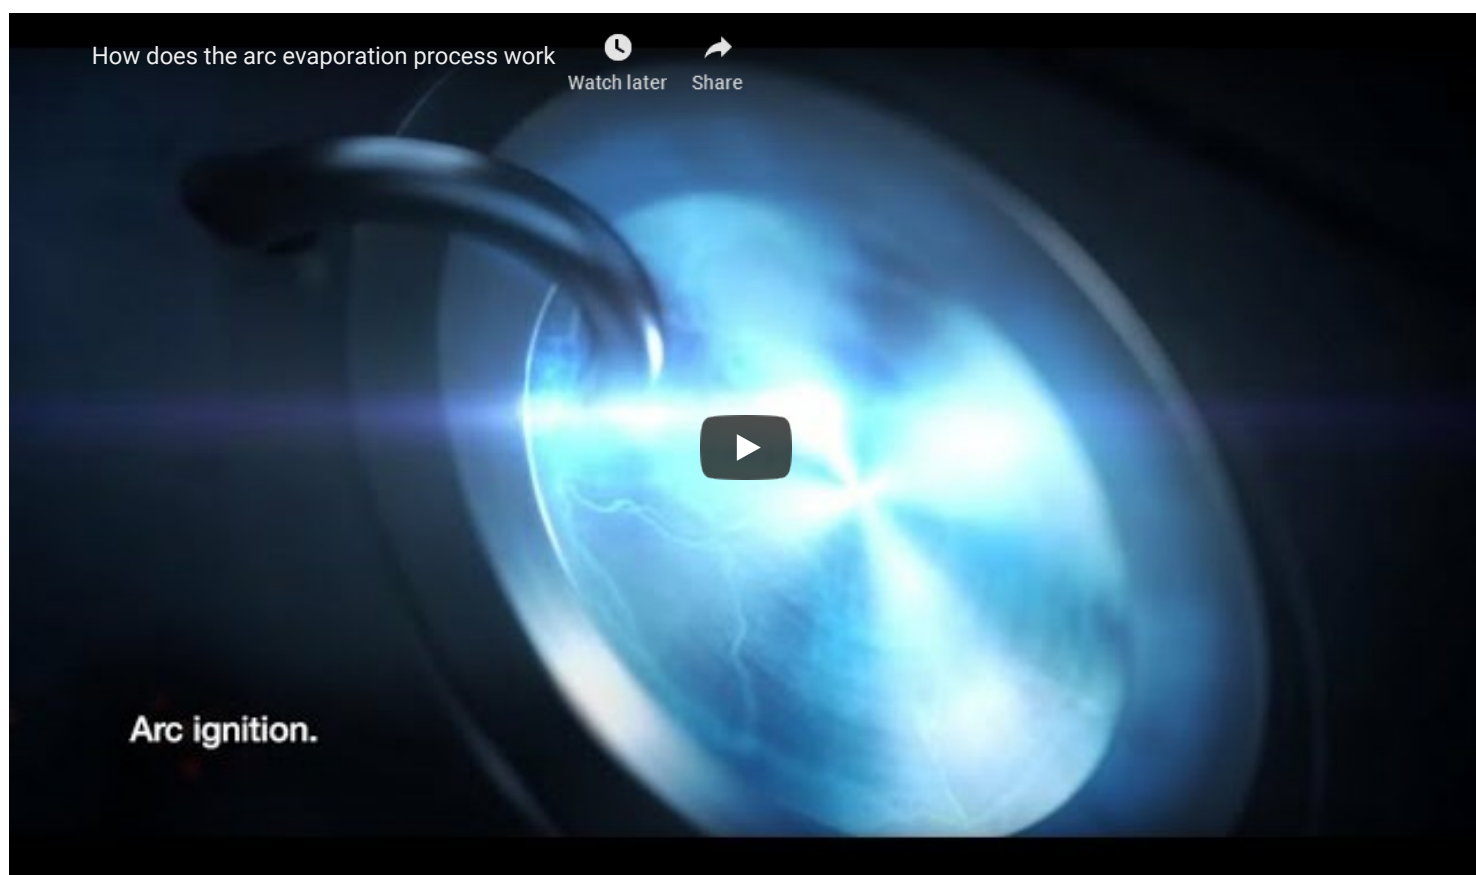 How does the arc evaporation process work
Watch later
Share
Arc ignition.